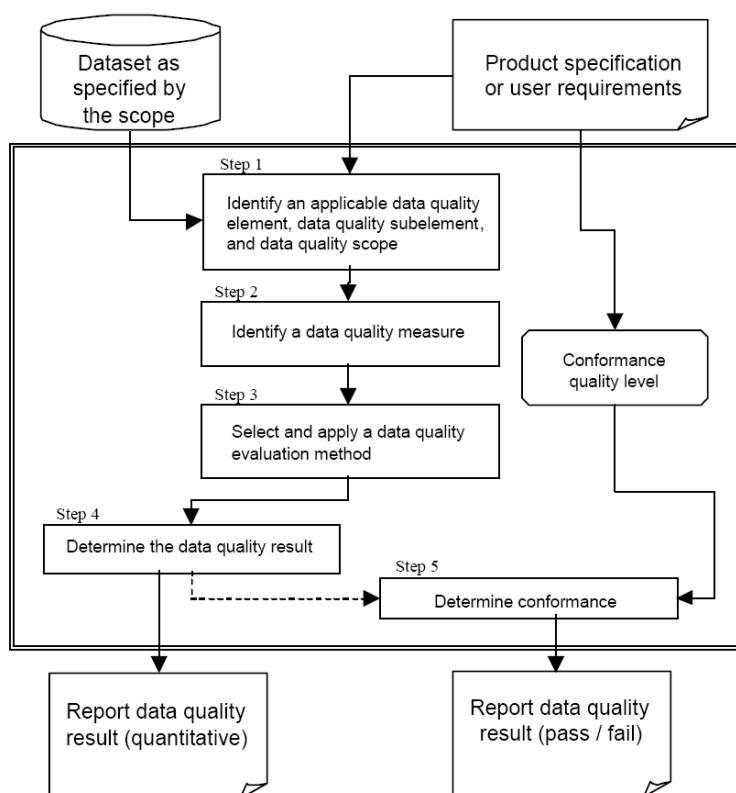 Dataset as
specified by
the scope
Product specification
or user requirements
Step 1
Identify an applicable data quality
element, data quality subelement,
and data quality scope
Step 2
Identify a data quality measure
Step 3
Select and apply a data quality
evaluation method
Conformance
quality level
Step 4
Determine the data quality result
Step 5
Determine conformance
Report data quality
result (quantitative)
Report data quality
result (pass / fail)